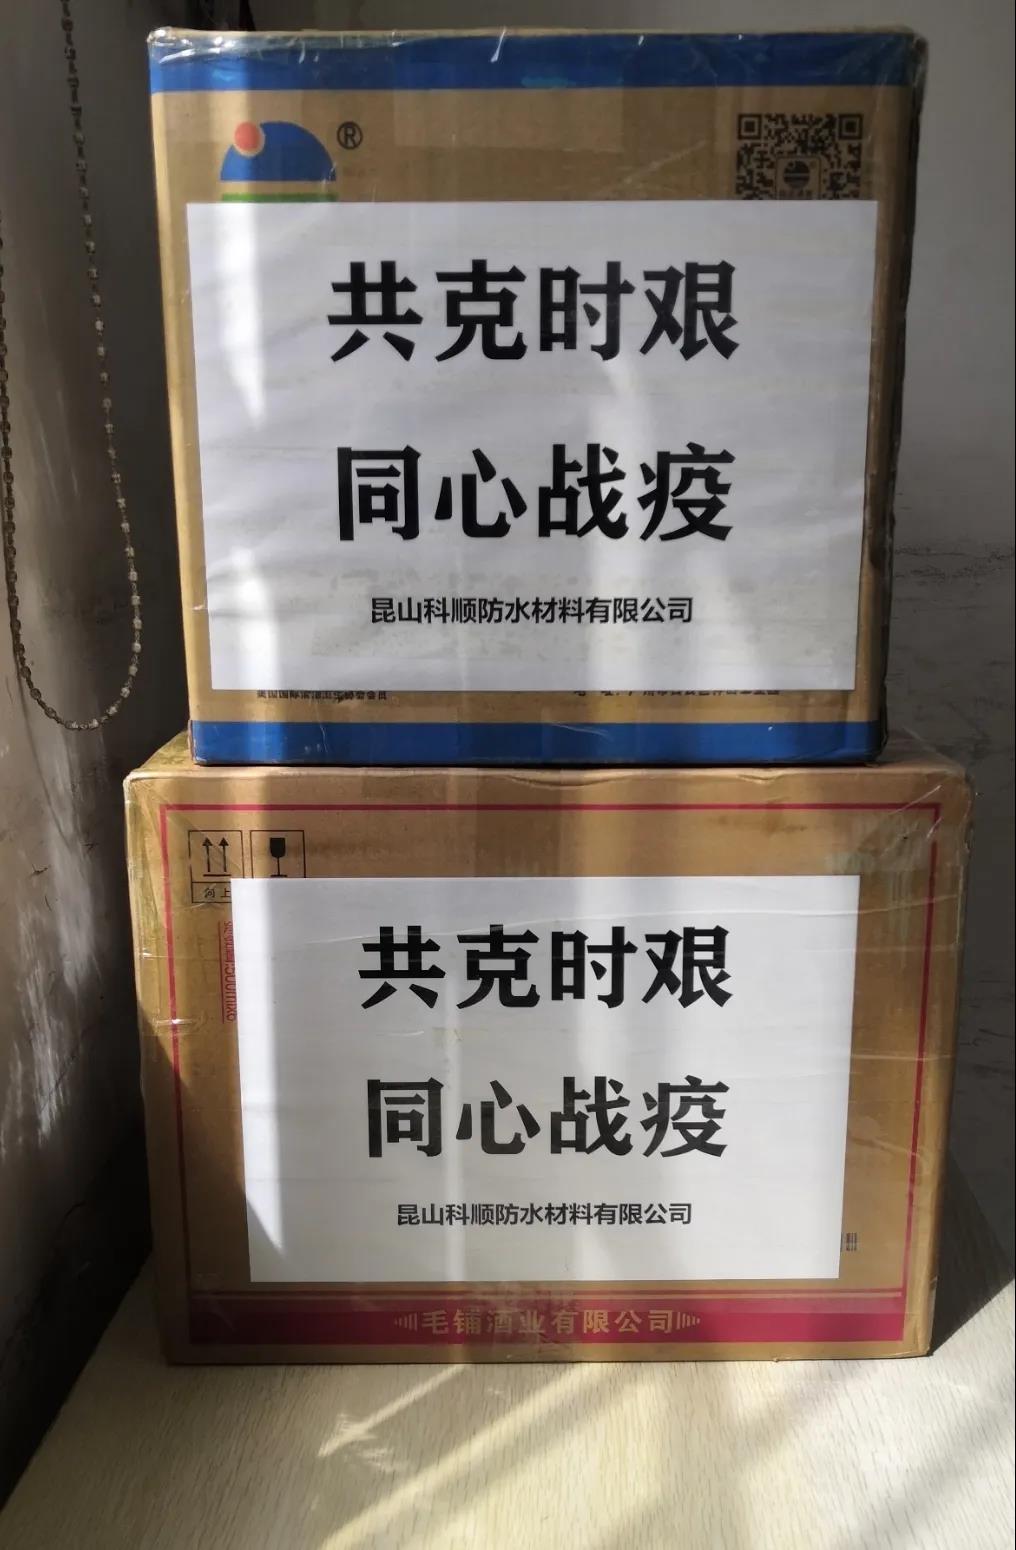 ®
共克时艰
同心战疫
昆山科顺防水材料有限公司
向上
共克时艰
同心战疫
昆山科顺防水材料有限公司
毛铺酒业有限公司